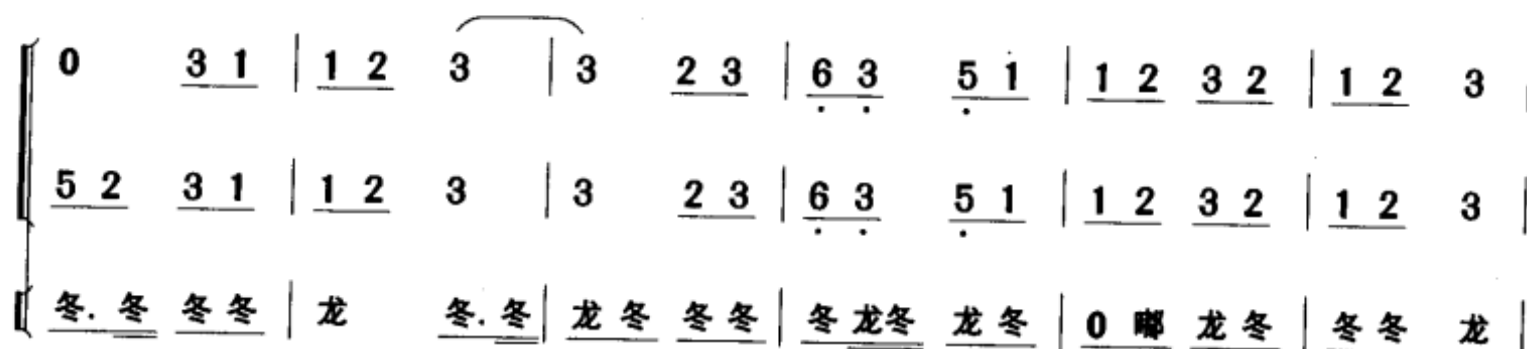 0 3 1 | 1 2 3 | 3 2 3 | 6 3 5 1 | 1 2 3 2 | 1 2 3 |
5 2 3 1 | 1 2 3 | 3 2 3 | 6 3 5 1 | 1 2 3 2 | 1 2 3 |
冬. 冬 冬 冬 | 龙 冬. 冬 | 龙 冬 冬 冬 | 冬 龙冬 龙 冬 | 0 嘟 龙 冬 | 冬 冬 龙 |